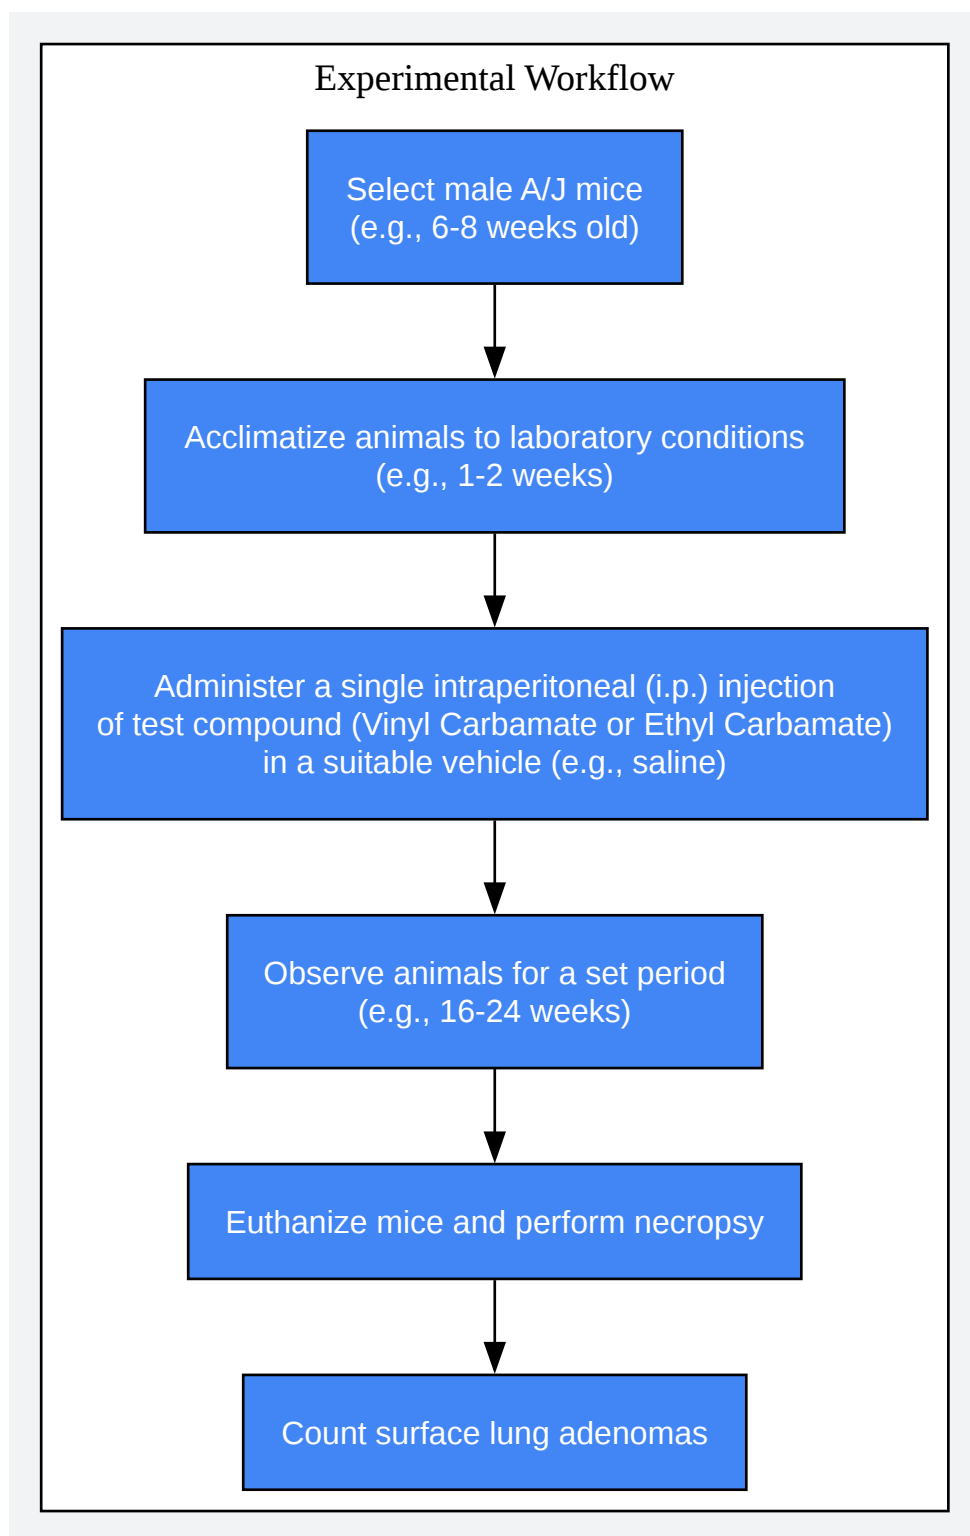 Experimental Workflow
Select male A/J mice
(e.g., 6-8 weeks old)
Acclimatize animals to laboratory conditions
(e.g., 1-2 weeks)
Administer a single intraperitoneal (i.p.) injection
of test compound (Vinyl Carbamate or Ethyl Carbamate)
in a suitable vehicle (e.g., saline)
Observe animals for a set period
(e.g., 16-24 weeks)
Euthanize mice and perform necropsy
Count surface lung adenomas